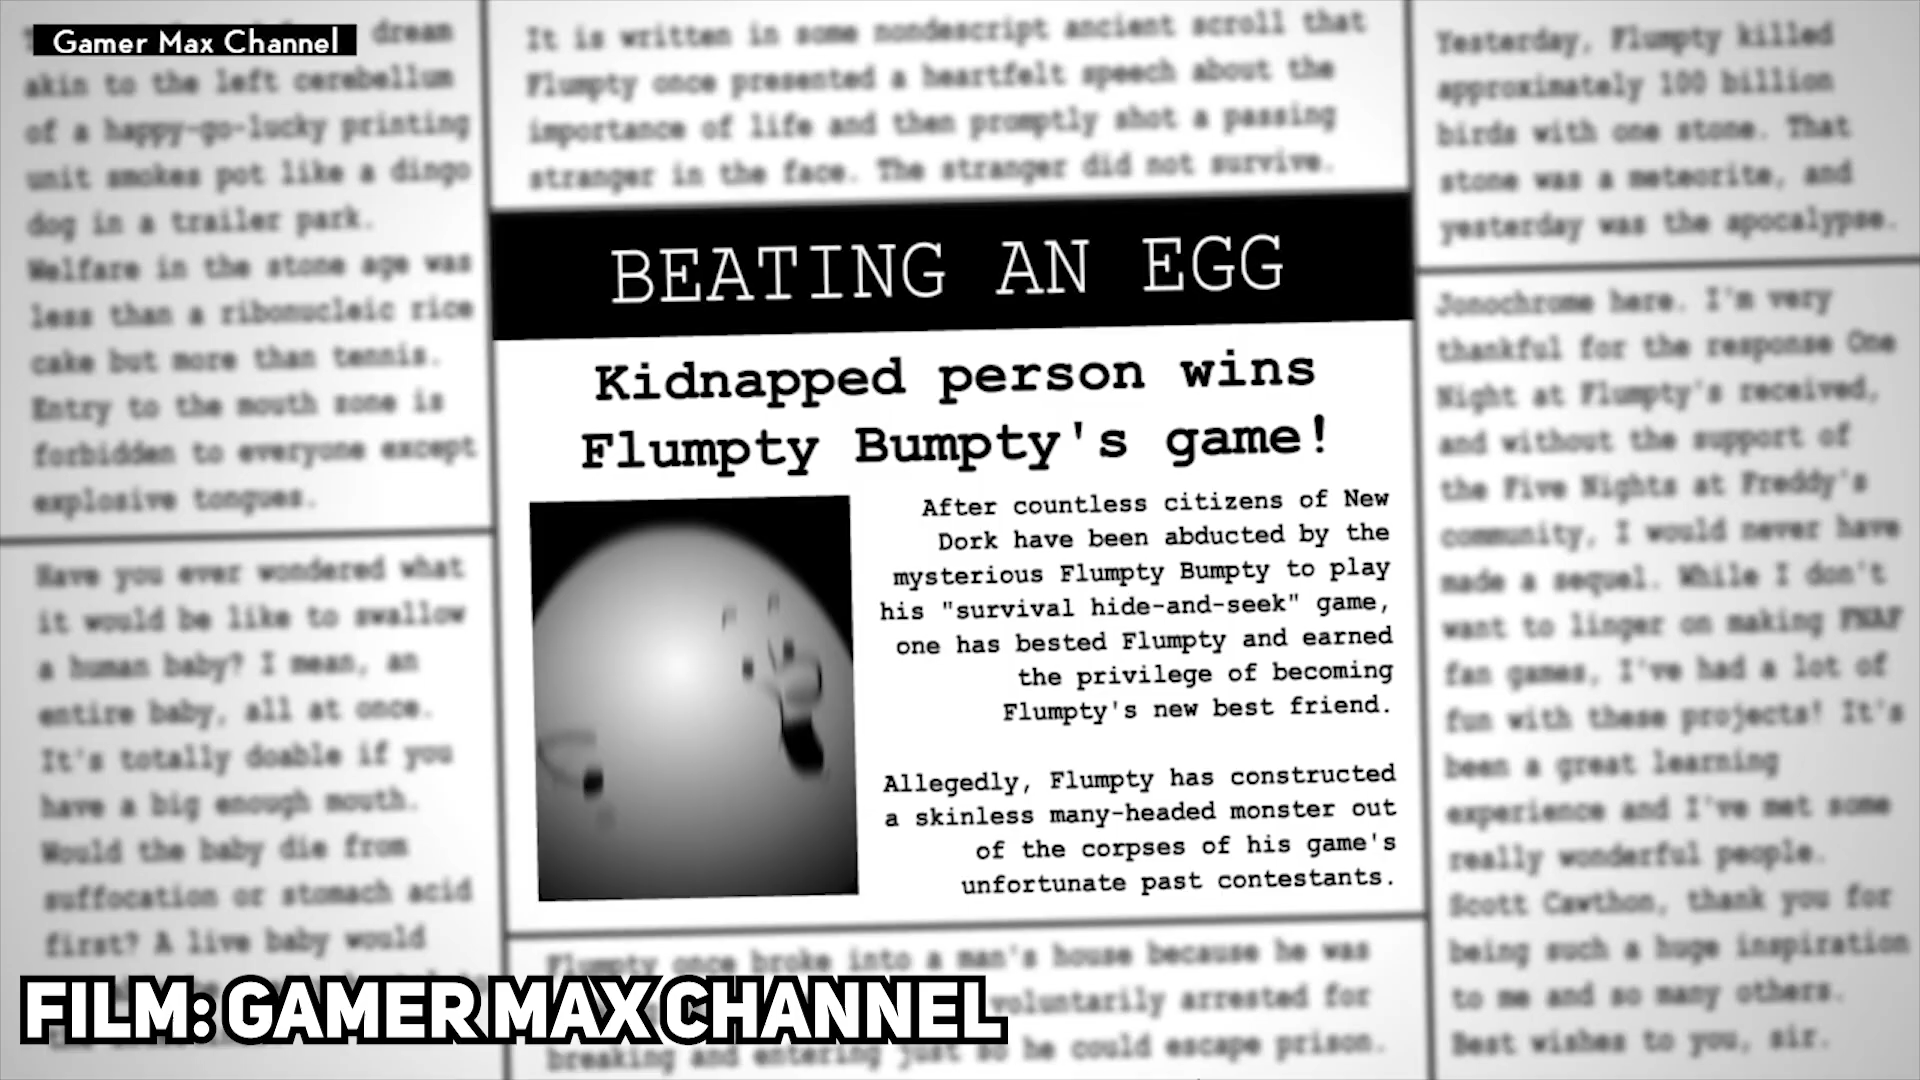 Gamer Max Channel
dream
akin to the left cerebellum
of a happy-go-lucky printing
unit smokes pot like a dingo
dog in a trailer park.
Welfare in the stone age was
less than a ribonucleic rice
cake but more than tennis.
Entry to the mouth zone is
forbidden to everyone except
explosive tongues.
Have you ever wondered what
it would be like to swallow
a human baby? I mean, an
entire baby, all at once.
It's totally doable if you
have a big enough mouth.
Would the baby die from
suffocation or stomach acid
first? A live baby would
It is written in some nondescript ancient scroll that
Flumpty once presented a heartfelt speech about the
importance of life and then promptly shot a passing
stranger in the face. The stranger did not survive.
BEATING AN EGG
Kidnapped person wins
Flumpty Bumpty's game!
After countless citizens of New
Dork have been abducted by the
mysterious Flumpty Bumpty to play
his "survival hide-and-seek" game,
one has bested Flumpty and earned
the privilege of becoming
Flumpty's new best friend.
Allegedly, Flumpty has constructed
a skinless many-headed monster out
of the corpses of his game's
unfortunate past contestants.
Flumpty once broke into a man's house because he was
voluntarily arrested for
breaking and entering just so he could escape prison.
Yesterday, Flumpty killed
approximately 100 billion
birds with one stone. That
stone was a meteorite, and
yesterday was the apocalypse.
Jonochrome here. I'm very
thankful for the response One
Night at Flumpty's received,
and without the support of
the Five Nights at Freddy's
community, I would never have
made a sequel. While I don't
want to linger on making FNAF
fan games, I've had a lot of
fun with these projects! It's
been a great learning
experience and I've met some
really wonderful people.
Scott Cawthon, thank you for
being such a huge inspiration
to me and so many others.
Best wishes to you, sir.
FILM: GAMER MAX CHANNEL